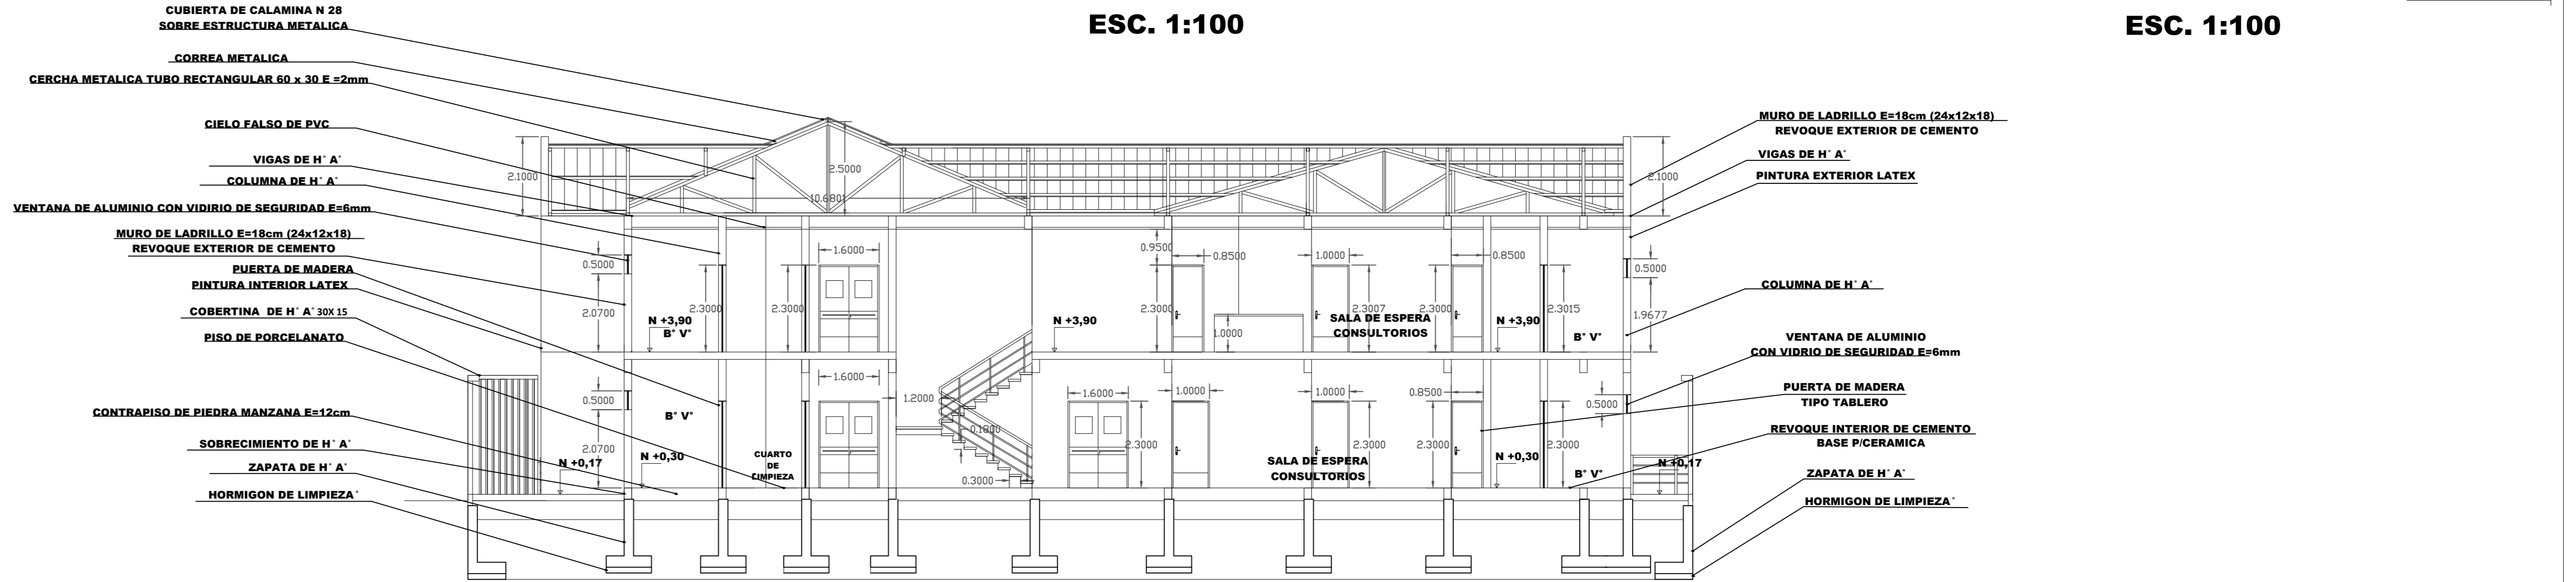 ESC. 1:100
ESC. 1:100
CUBIERTA DE CALAMINA N 28
SOBRE ESTRUCTURA METALICA
CORREA METALICA
CERCHA METALICA TUBO RECTANGULAR 60 x 30 E =2mm
CIELO FALSO DE PVC
VIGAS DE H° A°
COLUMNA DE H° A°
VENTANA DE ALUMINIO CON VIDIRIO DE SEGURIDAD E=6mm
MURO DE LADRILLO E=18cm (24x12x18)
REVOQUE EXTERIOR DE CEMENTO
PUERTA DE MADERA
PINTURA INTERIOR LATEX
COBERTINA DE H° A° 30X 15
PISO DE PORCELANATO
CONTRAPISO DE PIEDRA MANZANA E=12cm
SOBRECIMIENTO DE H° A°
ZAPATA DE H° A°
HORMIGON DE LIMPIEZA°
2.1000
2.5000
10.6801
2.1000
0.5000
2.0700
N +3,90
B° V°
2.3000
2.3000
1.6000
N +3,90
0.9500
2.3000
0.8500
1.0000
1.0000
2.3007
SALA DE ESPERA
CONSULTORIOS
2.3000
0.8500
N +3,90
2.3015
B° V°
0.5000
1.9677
0.5000
2.0700
N +0,17
B° V°
N +0,30
CUARTO
DE
LIMPIEZA
1.6000
1.2000
0.1800
0.3000
1.6000
2.3000
1.0000
SALA DE ESPERA
CONSULTORIOS
1.0000
2.3000
0.8500
2.3000
N +0,30
2.3000
B° V°
0.5000
N +0,17
MURO DE LADRILLO E=18cm (24x12x18)
REVOQUE EXTERIOR DE CEMENTO
VIGAS DE H° A°
PINTURA EXTERIOR LATEX
COLUMNA DE H° A°
VENTANA DE ALUMINIO
CON VIDRIO DE SEGURIDAD E=6mm
PUERTA DE MADERA
TIPO TABLERO
REVOQUE INTERIOR DE CEMENTO
BASE P/CERAMICA
ZAPATA DE H° A°
HORMIGON DE LIMPIEZA°